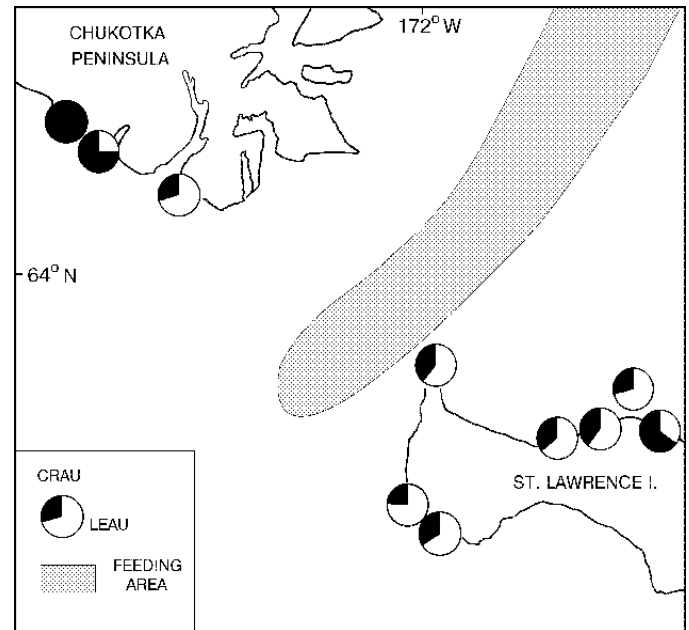 CHUKOTKA
PENINSULA
172° W
64° N
ST. LAWRENCE I.
CRAU
LEAU
FEEDING
AREA